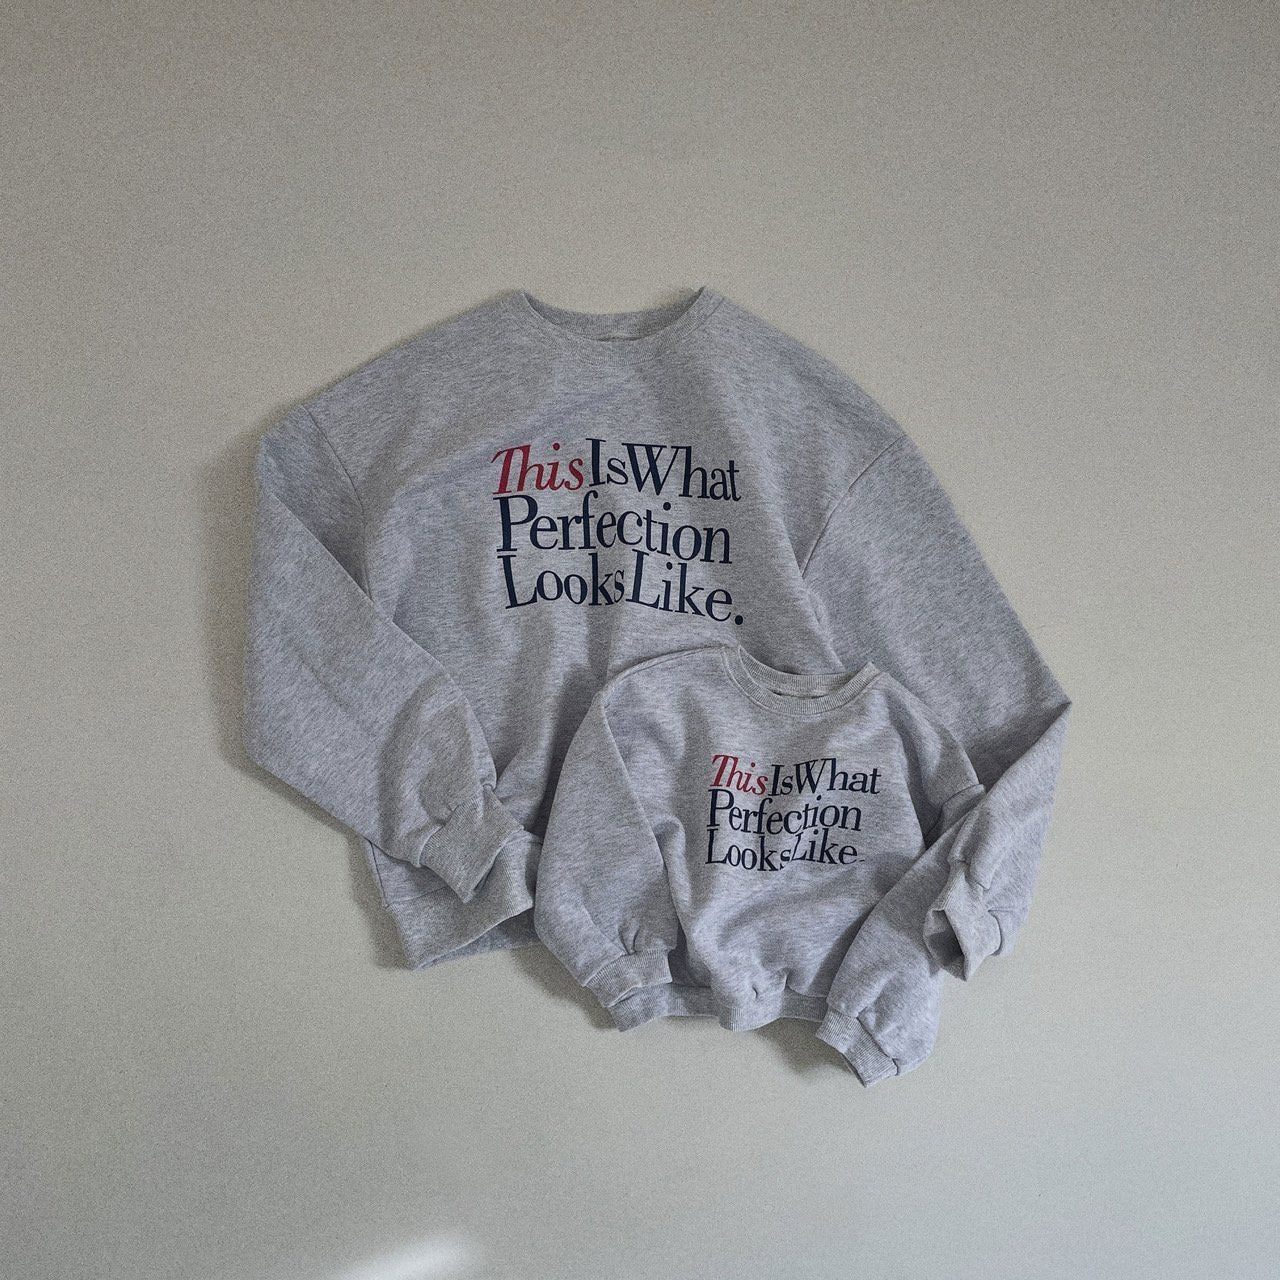 This Is What
Perfection
Looks Like.
This Is What
Perfection
Looks Like.